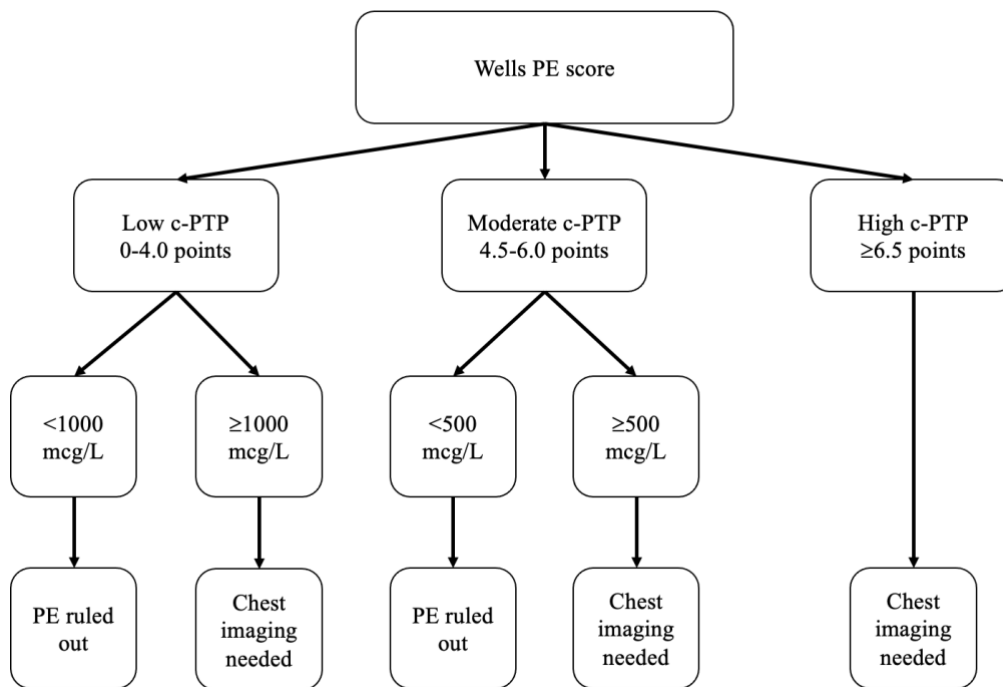 Wells PE score
Low c-PTP
0-4.0 points
Moderate c-PTP
4.5-6.0 points
High c-PTP
≥6.5 points
<1000
mcg/L
≥1000
mcg/L
<500
mcg/L
≥500
mcg/L
PE ruled
out
Chest
imaging
needed
PE ruled
out
Chest
imaging
needed
Chest
imaging
needed